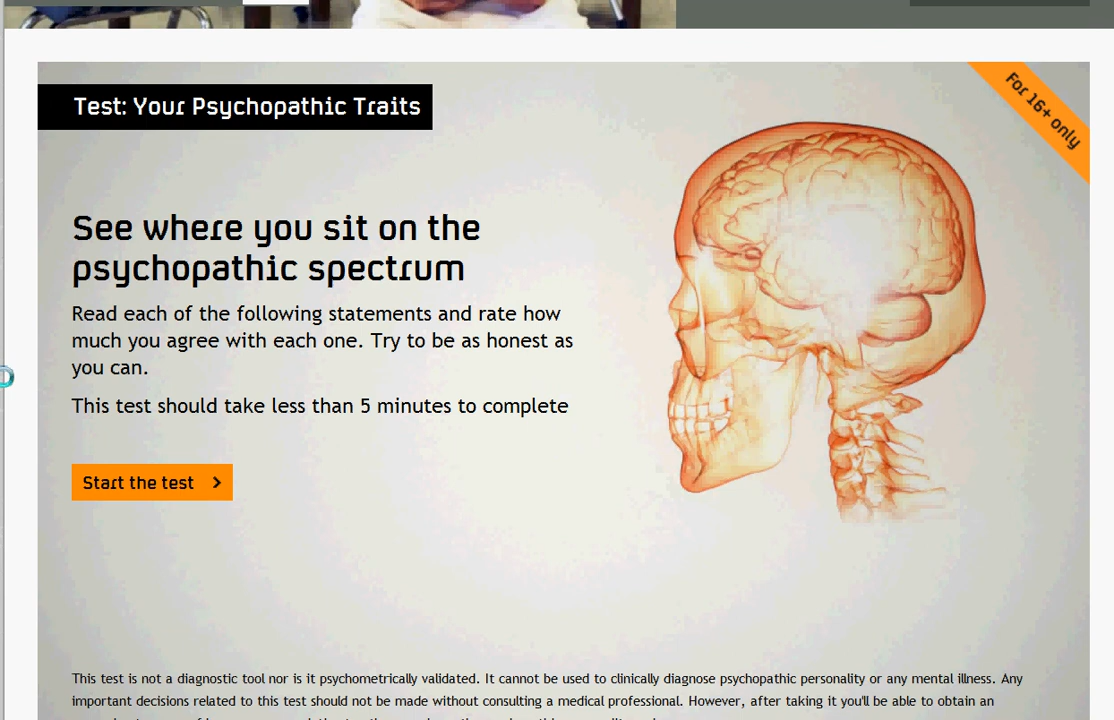 Test: Your Psychopathic Traits
For 16+ only
See where you sit on the
psychopathic spectrum
Read each of the following statements and rate how
much you agree with each one. Try to be as honest as
you can.
This test should take less than 5 minutes to complete
Start the test
This test is not a diagnostic tool nor is it psychometrically validated. It cannot be used to clinically diagnose psychopathic personality or any mental illness. Any
important decisions related to this test should not be made without consulting a medical professional. However, after taking it you'll be able to obtain an